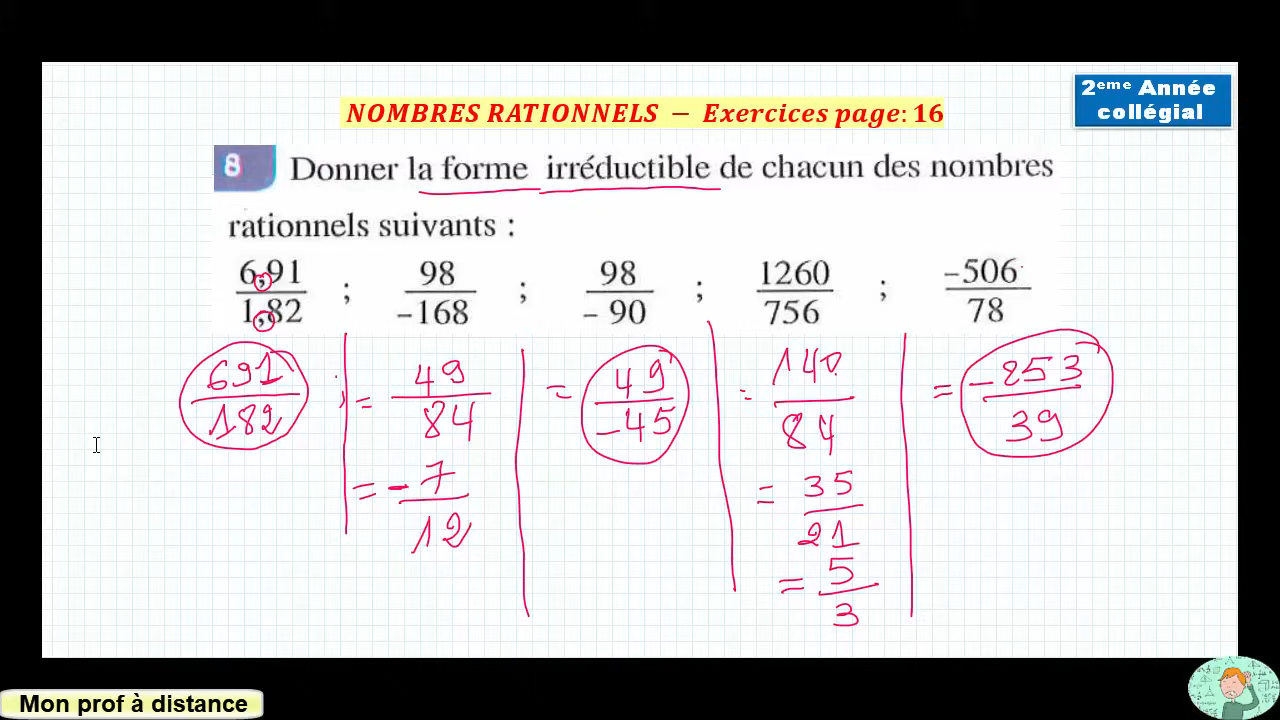 2eme Année
collégial
NOMBRES RATIONNELS – Exercices page: 16
8 Donner la forme irréductible de chacun des nombres
rationnels suivants :
6,91/1,82 ; 98/-168 ; 98/- 90 ; 1260/756 ; -506/78
691/182 ; = 49/84 = 49/-45 = 140/84 = -253/39
= -7/12 = 35/21
= 5/3
Mon prof à distance